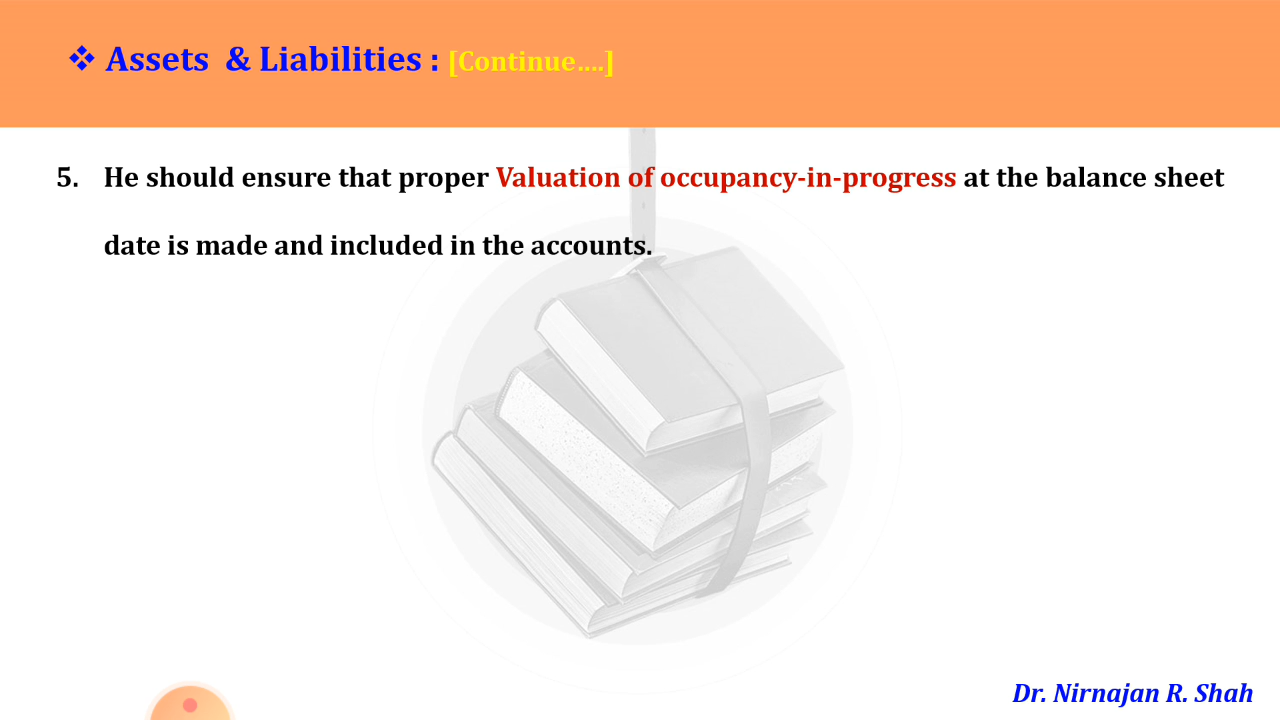 ❖ Assets & Liabilities : [Continue....]
5. He should ensure that proper Valuation of occupancy-in-progress at the balance sheet
date is made and included in the accounts.
Dr. Nirnajan R. Shah